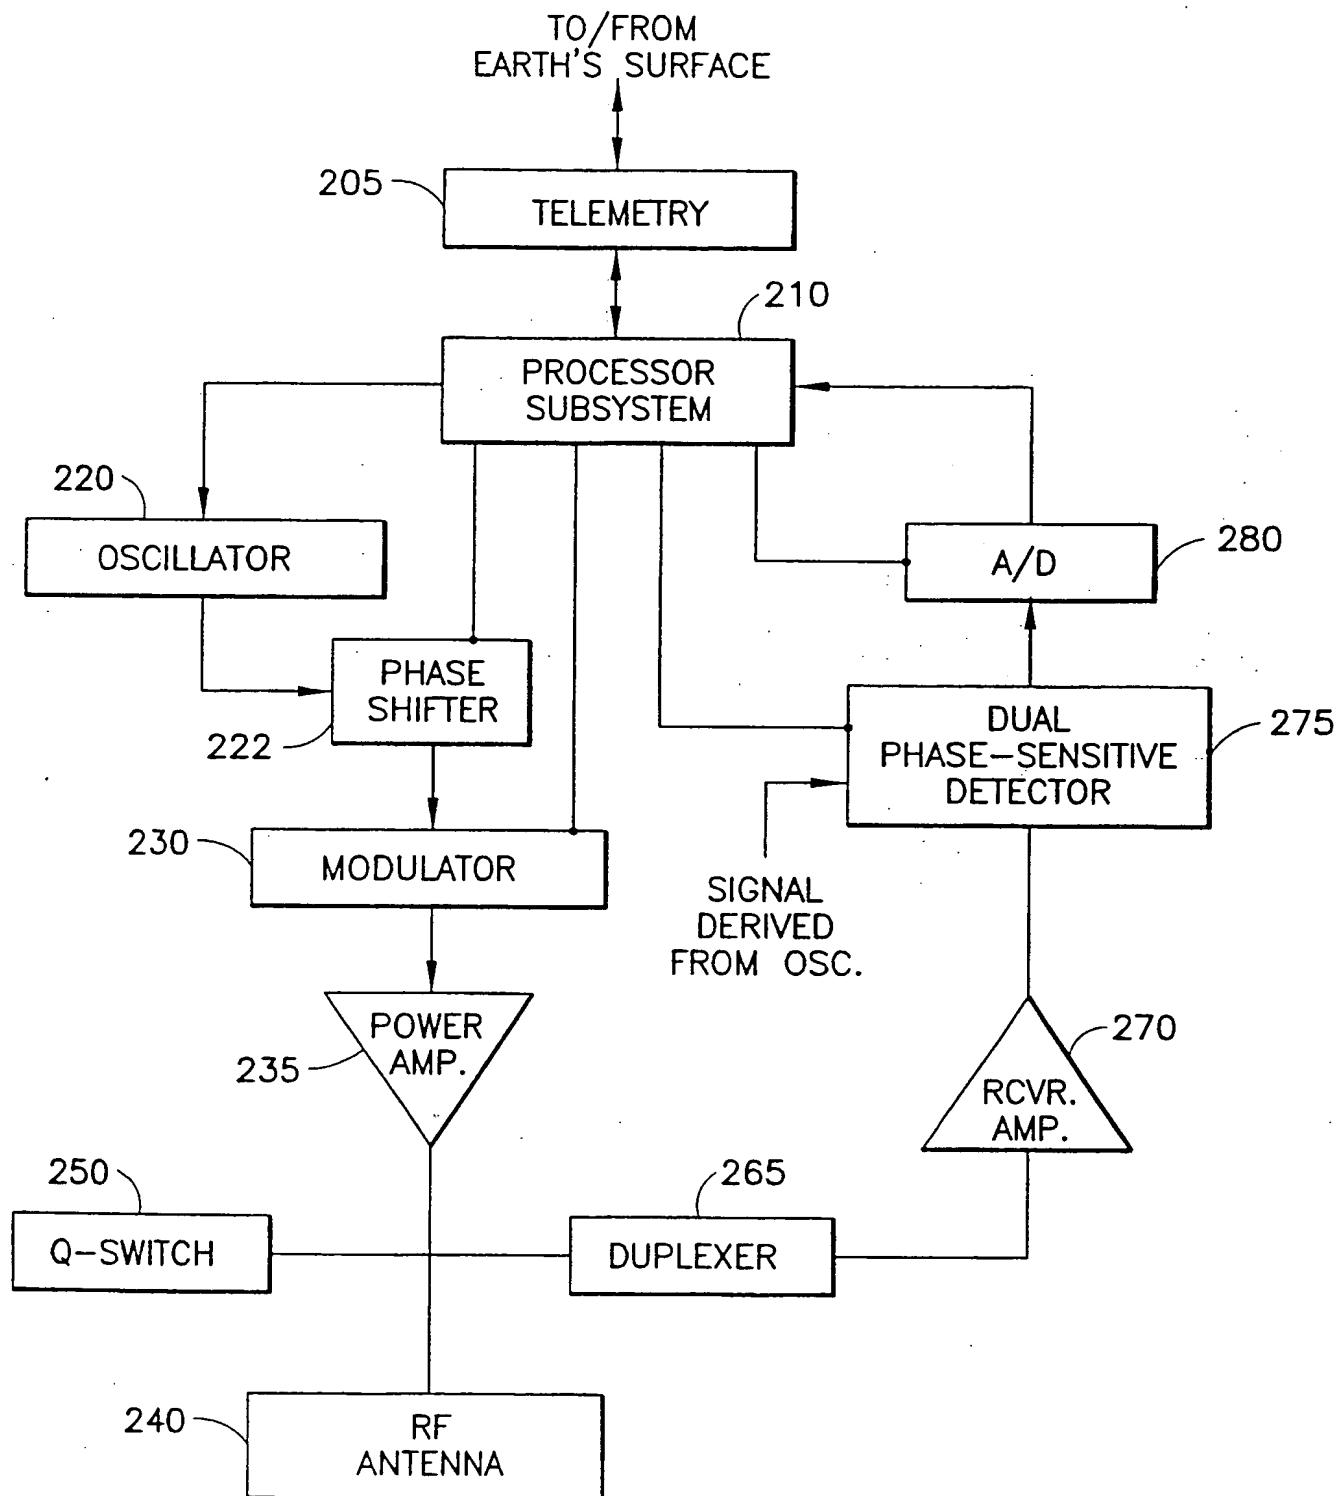 TO/FROM
EARTH'S SURFACE
205
TELEMETRY
210
PROCESSOR
SUBSYSTEM
220
OSCILLATOR
A/D
280
PHASE
SHIFTER
222
DUAL
PHASE-SENSITIVE
DETECTOR
275
230
MODULATOR
SIGNAL
DERIVED
FROM OSC.
POWER
AMP.
235
270
RCVR.
AMP.
250
Q-SWITCH
265
DUPLEXER
240
RF
ANTENNA